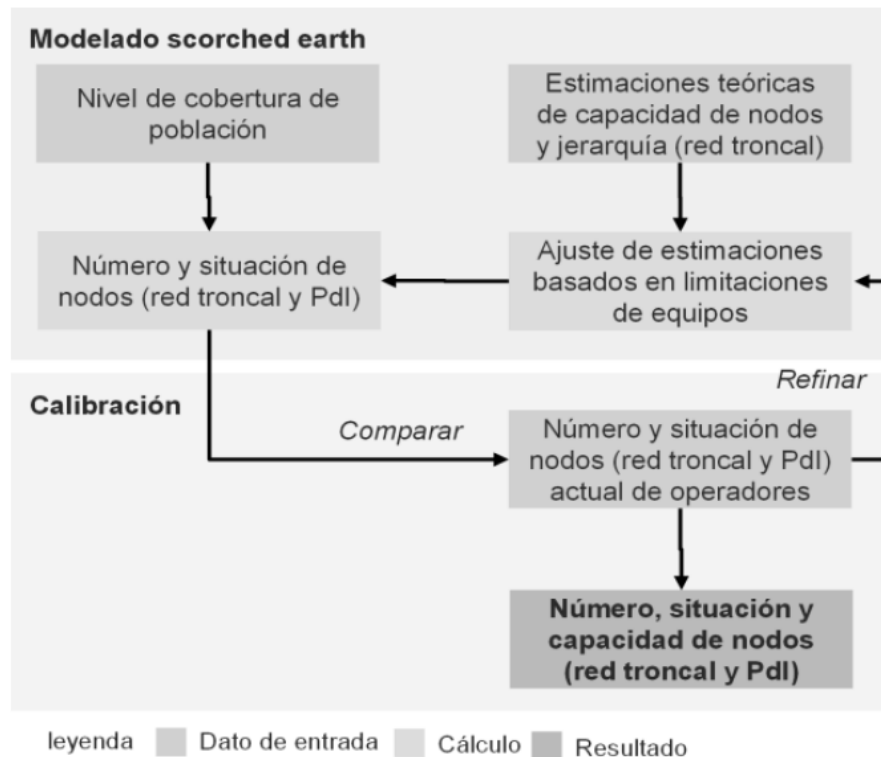 Modelado scorched earth
Nivel de cobertura de
población
Estimaciones teóricas
de capacidad de nodos
y jerarquía (red troncal)
Número y situación de
nodos (red troncal y PdI)
Ajuste de estimaciones
basados en limitaciones
de equipos
Refinar
Calibración
Comparar
Número y situación de
nodos (red troncal y PdI)
actual de operadores
Número, situación y
capacidad de nodos
(red troncal y PdI)
leyenda Dato de entrada Cálculo Resultado